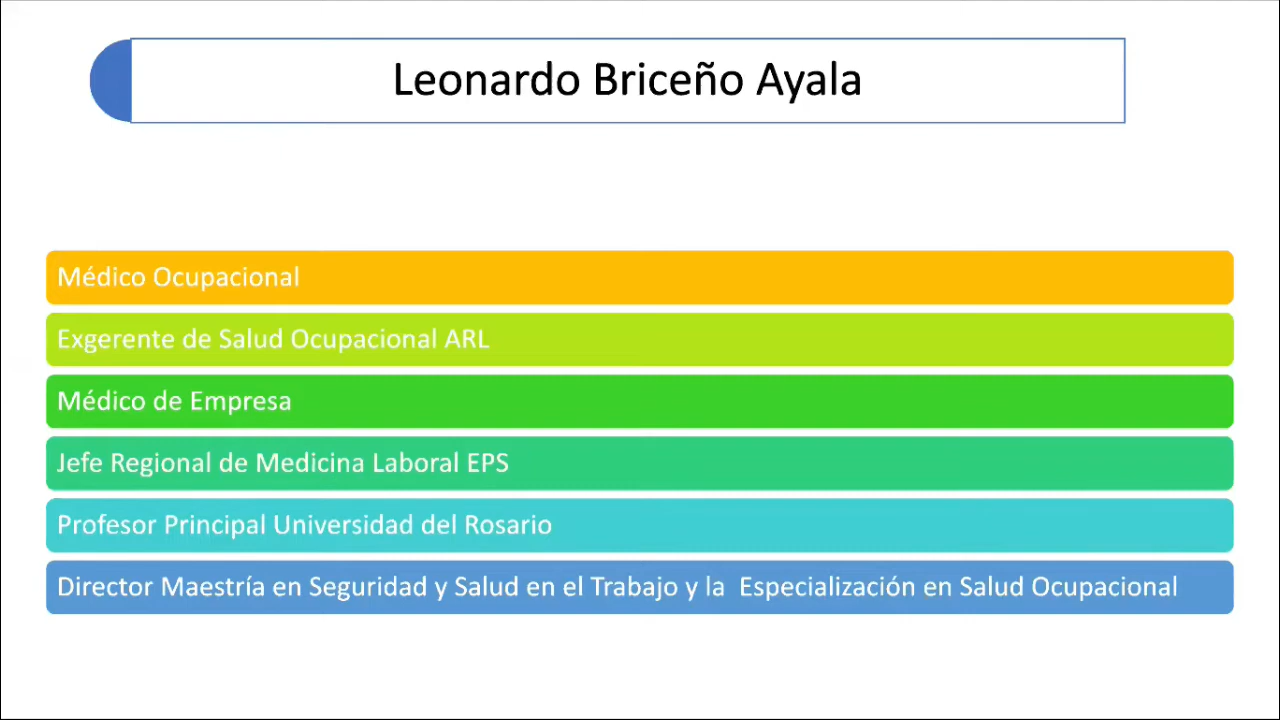 Leonardo Briceño Ayala
Médico Ocupacional
Exgerente de Salud Ocupacional ARL
Médico de Empresa
Jefe Regional de Medicina Laboral EPS
Profesor Principal Universidad del Rosario
Director Maestría en Seguridad y Salud en el Trabajo y la  Especialización en Salud Ocupacional